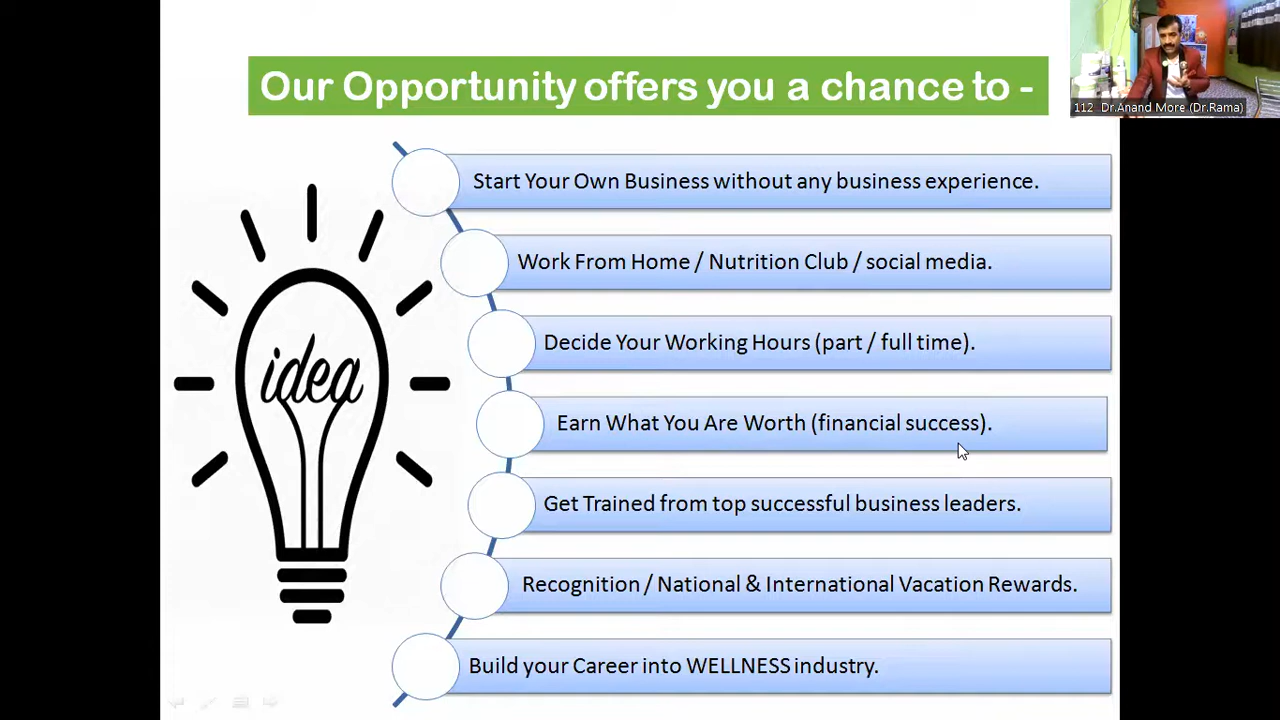 Our Opportunity offers you a chance to -
112 Dr.Anand More (Dr.Rama)
Start Your Own Business without any business experience.
Work From Home / Nutrition Club / social media.
Decide Your Working Hours (part / full time).
idea
Earn What You Are Worth (financial success).
Get Trained from top successful business leaders.
Recognition / National & International Vacation Rewards.
Build your Career into WELLNESS industry.